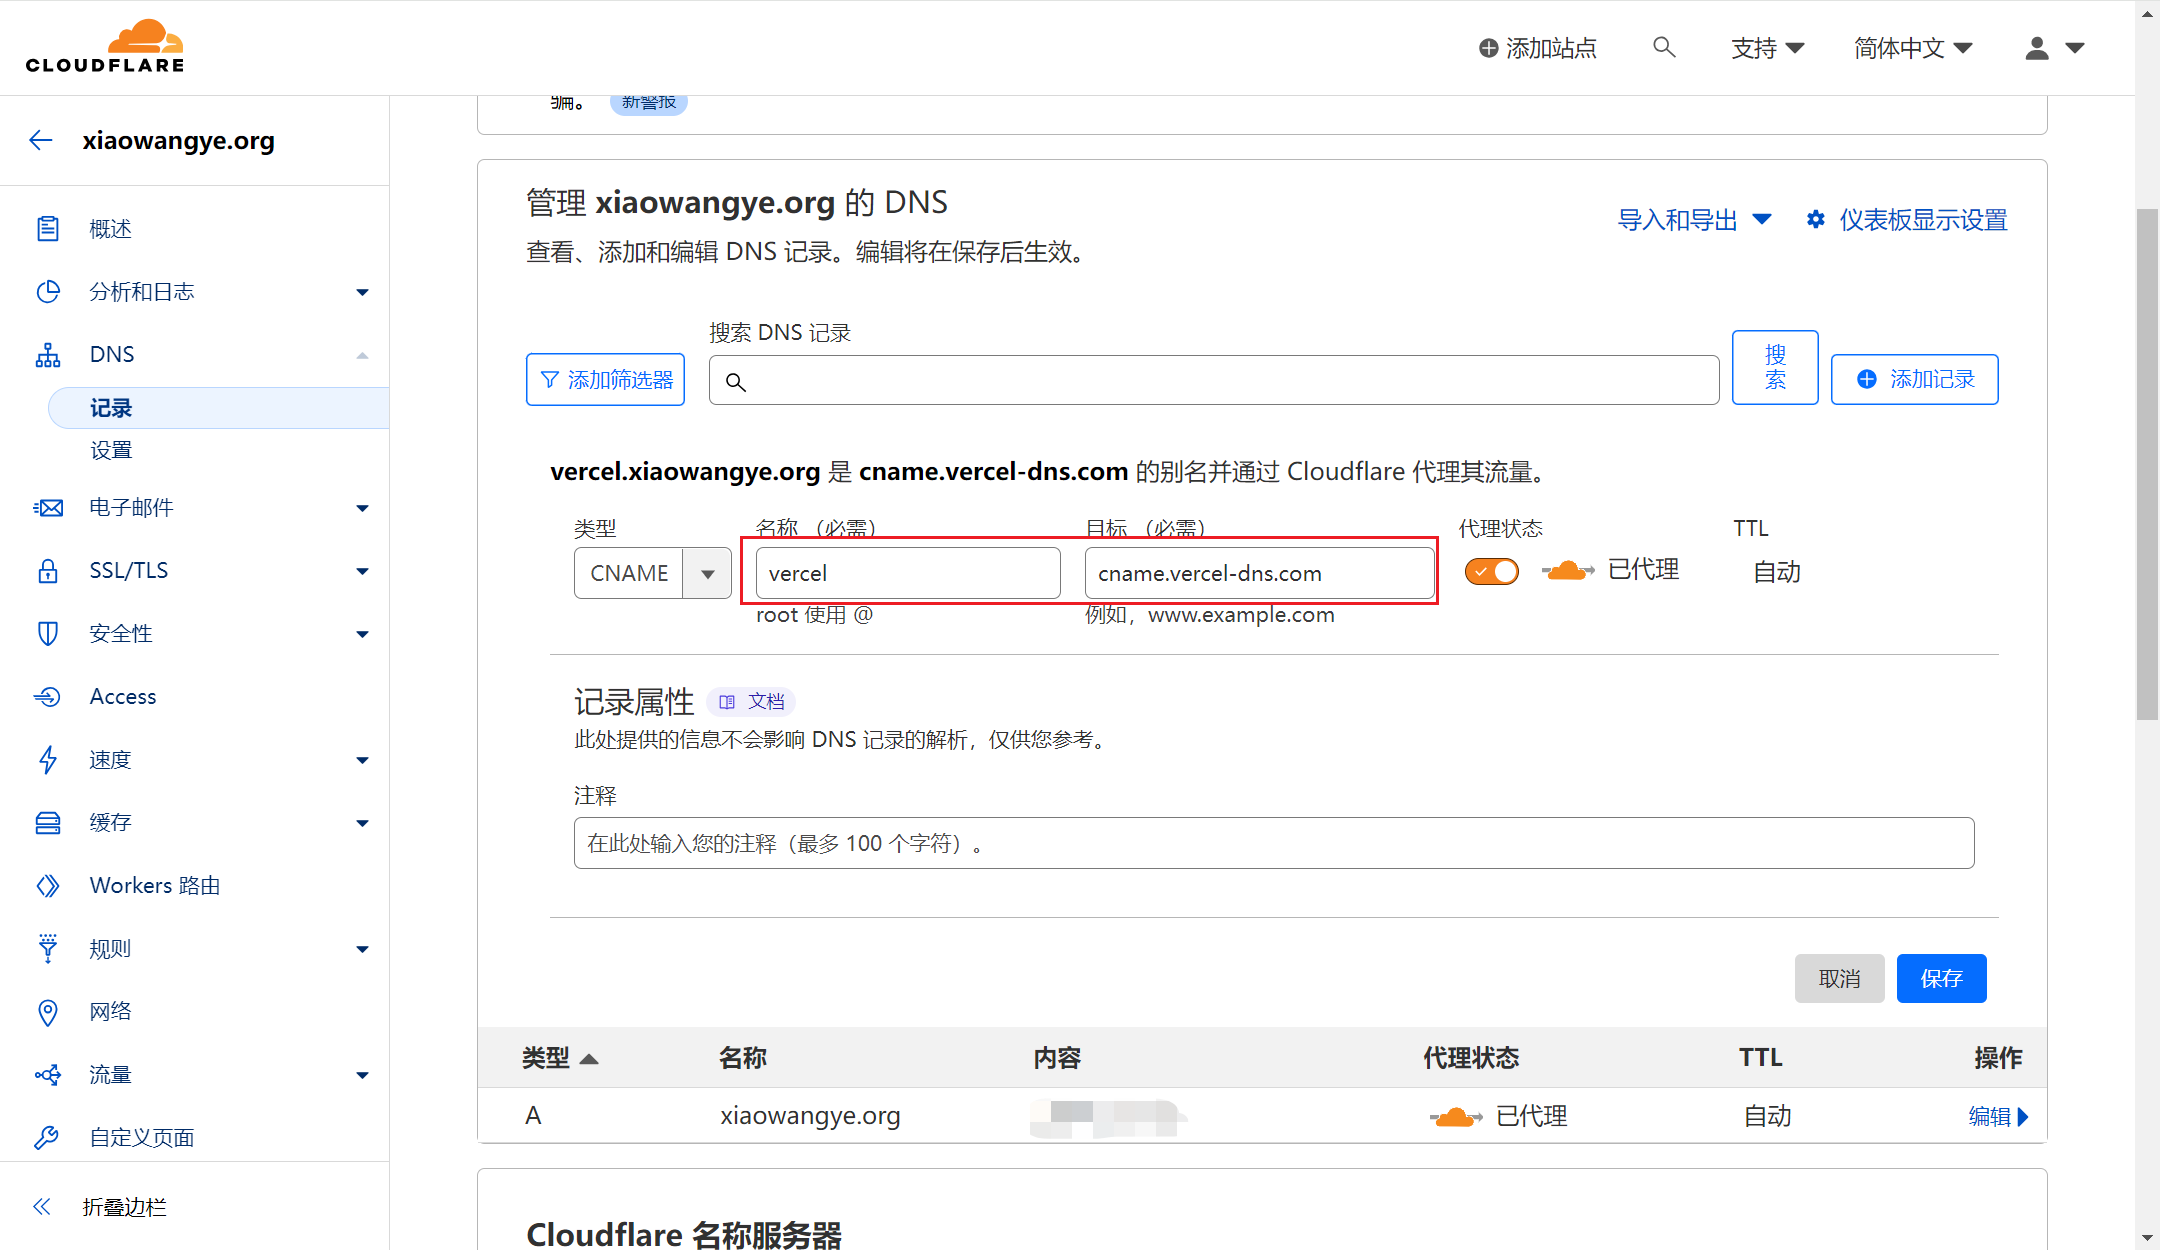 CLOUDFLARE
添加站点
支持
简体中文
骗。
新警报
xiaowangye.org
概述
分析和日志
DNS
记录
设置
电子邮件
SSL/TLS
安全性
Access
速度
缓存
Workers 路由
规则
网络
流量
自定义页面
折叠边栏
管理 xiaowangye.org 的 DNS
导入和导出
仪表板显示设置
查看、添加和编辑 DNS 记录。编辑将在保存后生效。
搜索 DNS 记录
添加筛选器
搜索
添加记录
vercel.xiaowangye.org 是 cname.vercel-dns.com 的别名并通过 Cloudflare 代理其流量。
类型
名称 （必需）
目标 （必需）
代理状态
TTL
CNAME
vercel
cname.vercel-dns.com
已代理
自动
root 使用 @
例如，www.example.com
记录属性
文档
此处提供的信息不会影响 DNS 记录的解析，仅供您参考。
注释
在此处输入您的注释（最多 100 个字符）。
取消
保存
类型
名称
内容
代理状态
TTL
操作
A
xiaowangye.org
已代理
自动
编辑
Cloudflare 名称服务器